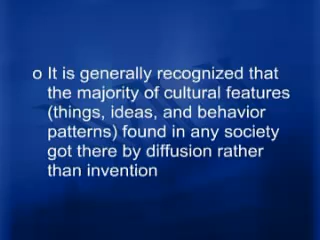 o It is generally recognized that
the majority of cultural features
(things, ideas, and behavior
patterns) found in any society
got there by diffusion rather
than invention